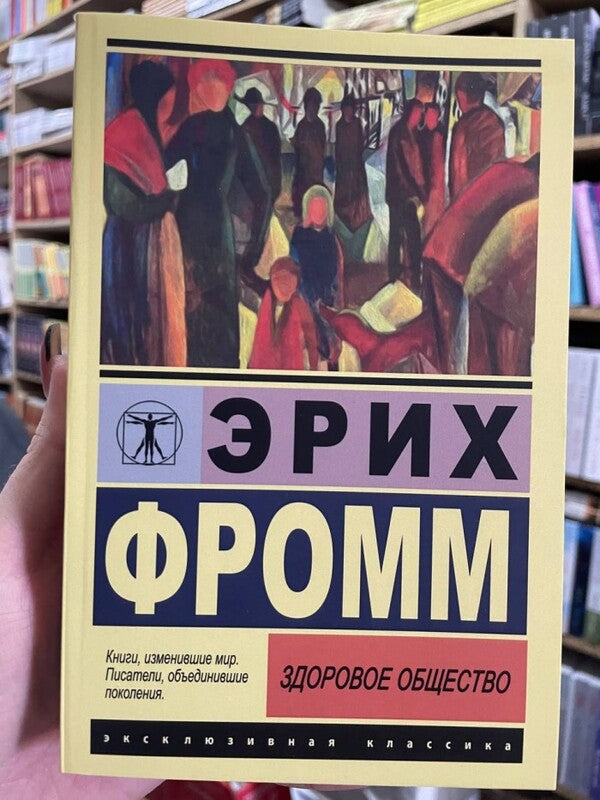 ЭРИХ
ФРОММ
Книги, изменившие мир.
Писатели, объединившие
поколения.
ЗДОРОВОЕ ОБЩЕСТВО
эксклюзивная классика